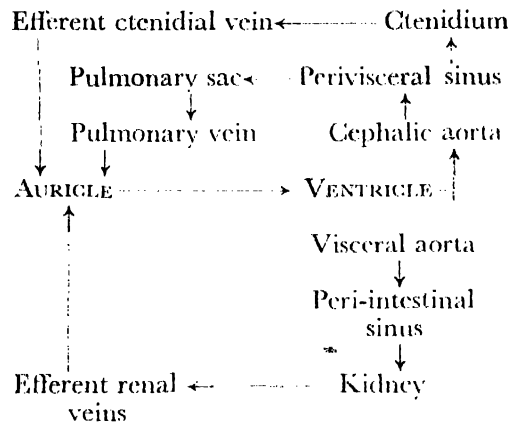 Efferent ctenidial vein Ctenidium
Pulmonary sac Perivisceral sinus
Pulmonary vein Cephalic aorta
AURICLE VENTRICLE
Visceral aorta
Peri-intestinal
sinus
Efferent renal Kidney
veins